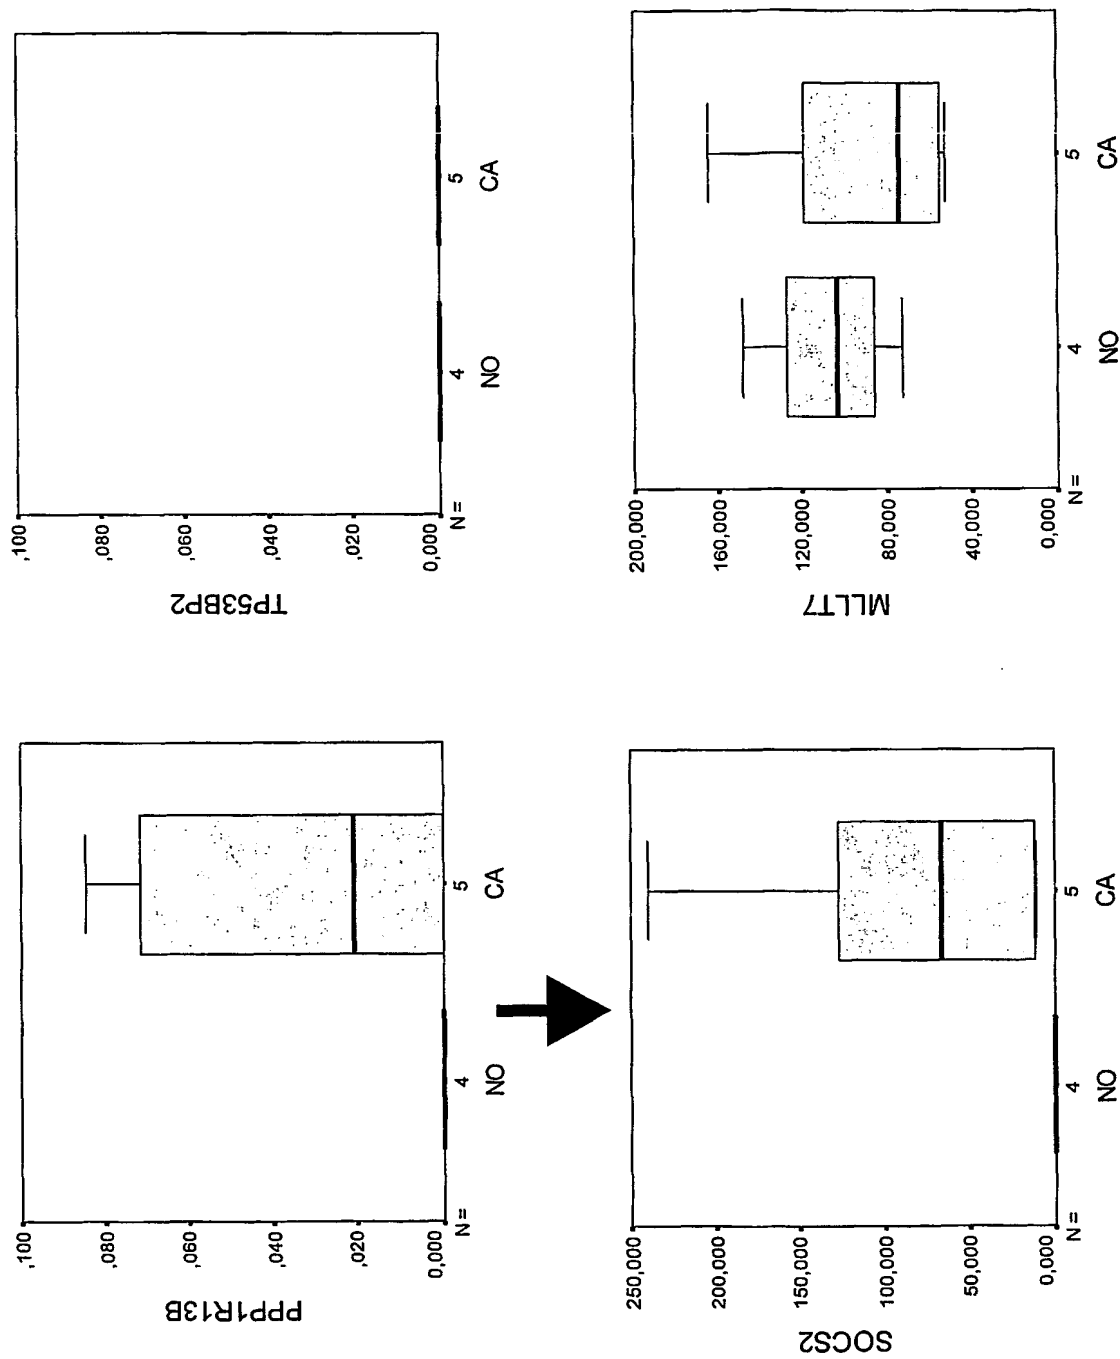 ,100
,080
,060
,040
,020
0,000
N =
4
5
NO
CA
PPP1R13B
,100
,080
,060
,040
,020
0,000
N =
4
5
NO
CA
TP53BP2
250,000
200,000
150,000
100,000
50,000
0,000
N =
4
5
NO
CA
SOCS2
200,000
160,000
120,000
80,000
40,000
0,000
N =
4
5
NO
CA
MLLT7